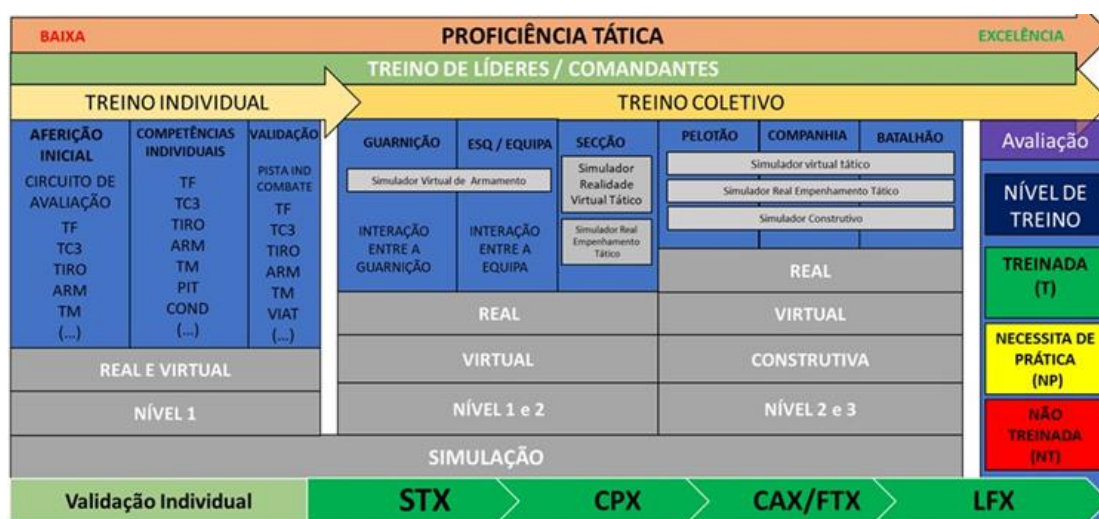 BAIXA
PROFICIÊNCIA TÁTICA
EXCELÊNCIA
TREINO DE LÍDERES / COMANDANTES
TREINO INDIVIDUAL
TREINO COLETIVO
AFERIÇÃO
INICIAL
CIRCUITO DE
AVALIAÇÃO
TF
TC3
TIRO
ARM
TM
(...)
COMPETÊNCIAS
INDIVIDUAIS
TF
TC3
TIRO
ARM
TM
PIT
COND
(...)
VALIDAÇÃO
PISTA IND
COMBATE
TF
TC3
TIRO
ARM
TM
VIAT
(...)
REAL E VIRTUAL
NÍVEL 1
GUARNIÇÃO
ESQ / EQUIPA
SECÇÃO
Simulador Virtual de Armamento
INTERAÇÃO
ENTRE A
GUARNIÇÃO
INTERAÇÃO
ENTRE A
EQUIPA
Simulador
Realidade
Virtual Tático
Simulador Real
Empenhamento
Tático
REAL
VIRTUAL
NÍVEL 1 e 2
PELOTÃO
COMPANHIA
BATALHÃO
Simulador virtual tático
Simulador Real Empenhamento Tático
Simulador Construtivo
REAL
VIRTUAL
CONSTRUTIVA
NÍVEL 2 e 3
SIMULAÇÃO
Avaliação
NÍVEL DE
TREINO
TREINADA
(T)
NECESSITA DE
PRÁTICA
(NP)
NÃO
TREINADA
(NT)
Validação Individual
STX
CPX
CAX/FTX
LFX